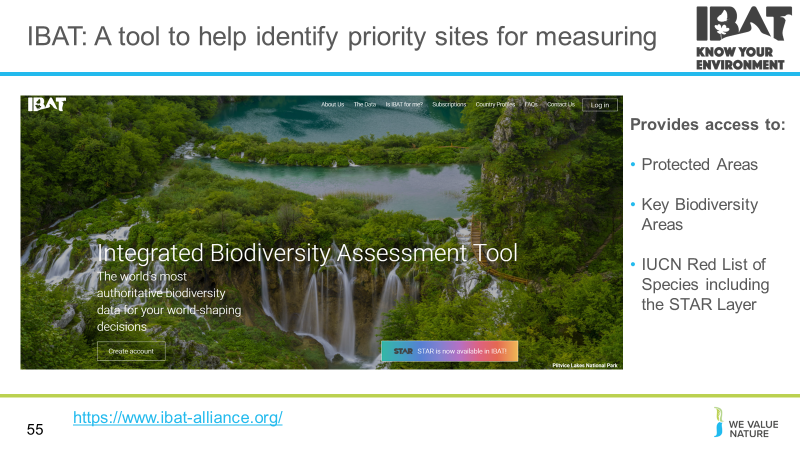 IBAT: A tool to help identify priority sites for measuring
IBAT
KNOW YOUR
ENVIRONMENT
IBAT
About Us The Data Is IBAT for me? Subscriptions Country Profiles FAQs Contact Us Log in
Integrated Biodiversity Assessment Tool
The world's most
authoritative biodiversity
data for your world-shaping
decisions
Create account
STAR STAR is now available in IBAT!
Plitvice Lakes National Park
Provides access to:
• Protected Areas
• Key Biodiversity
Areas
• IUCN Red List of
Species including
the STAR Layer
55
https://www.ibat-alliance.org/
WE VALUE
NATURE